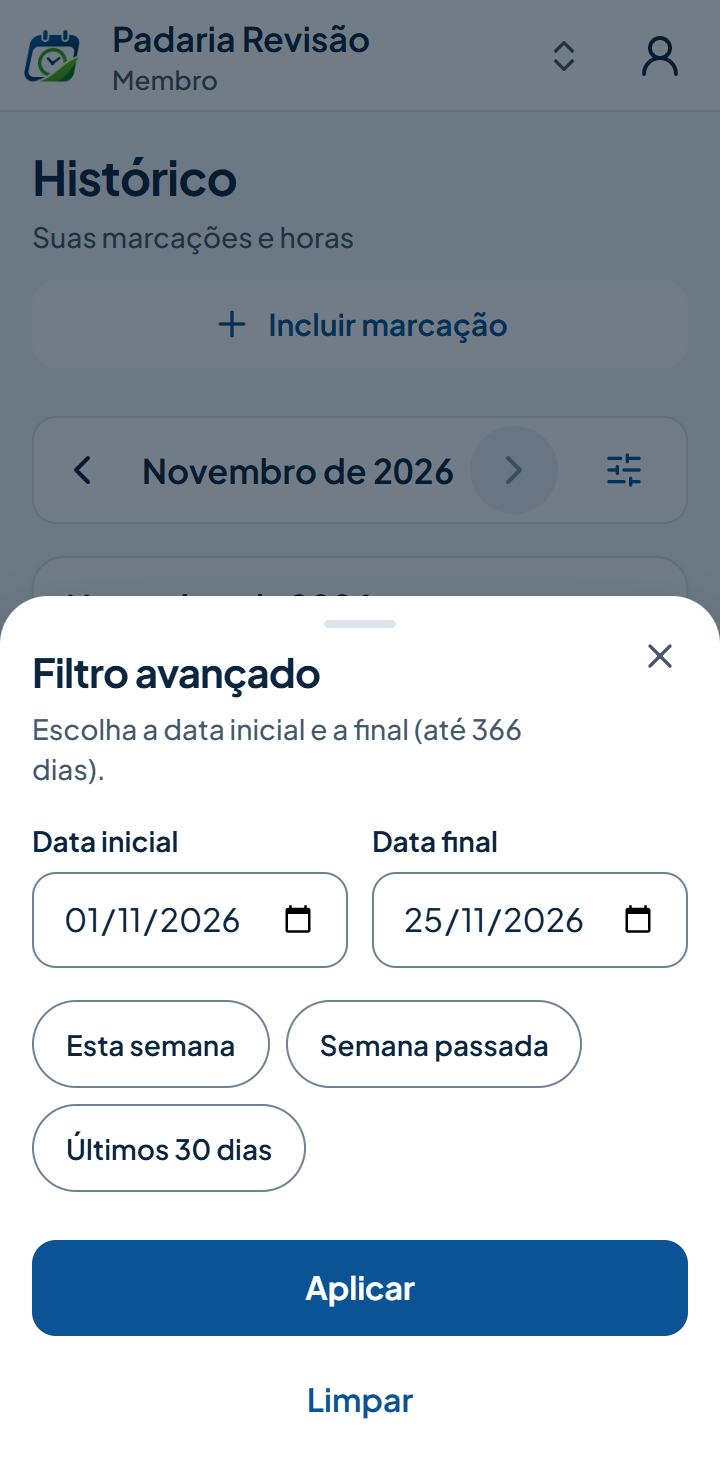 Padaria Revisão
Membro
Histórico
Suas marcações e horas
Incluir marcação
Novembro de 2026
Filtro avançado
Escolha a data inicial e a final (até 366
dias).
Data inicial
Data final
01/11/2026
25/11/2026
Esta semana
Semana passada
Últimos 30 dias
Aplicar
Limpar